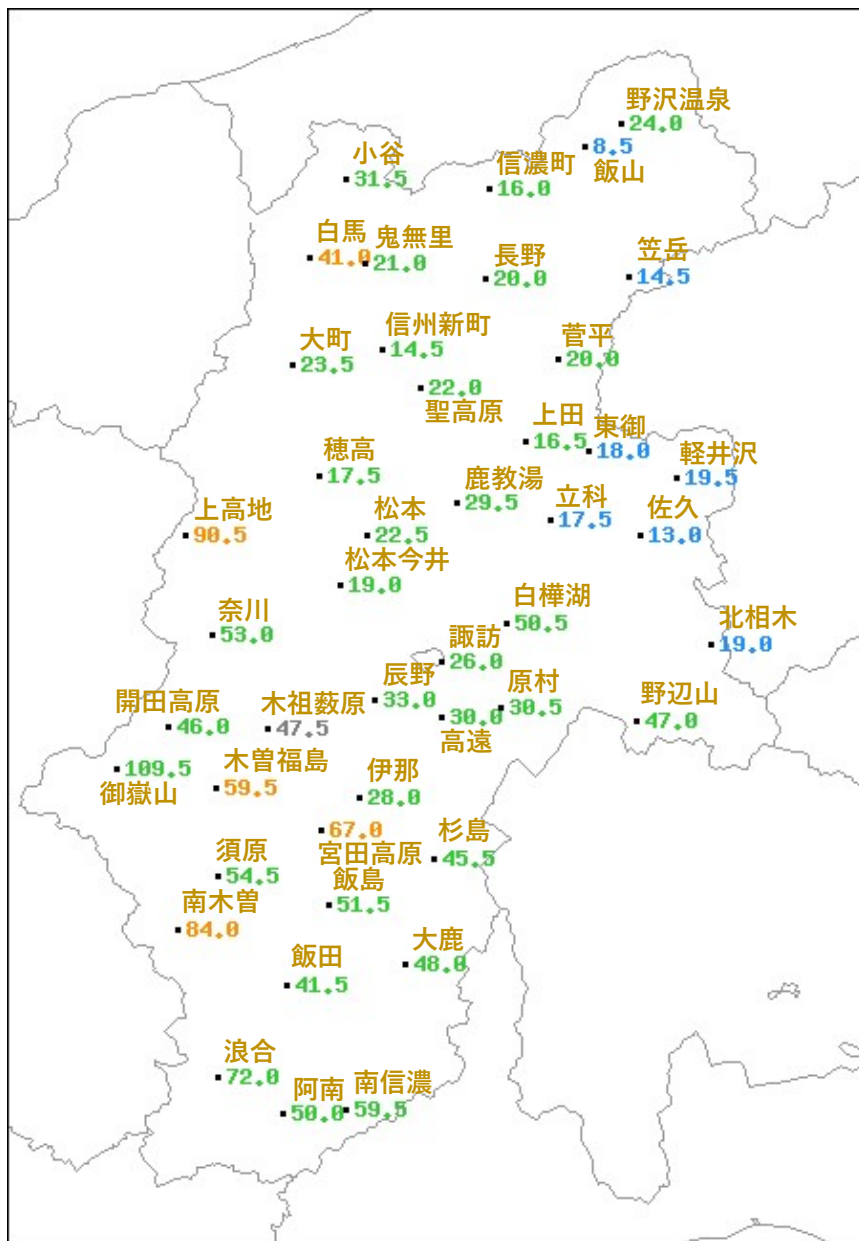 野沢温泉
24.0
8.5
飯山
小谷
31.5
信濃町
16.0
白馬
41.0
鬼無里
21.0
長野
20.0
笠岳
14.5
大町
23.5
信州新町
14.5
菅平
20.0
22.0
聖高原
上田
16.5
東御
18.0
穂高
17.5
鹿教湯
29.5
軽井沢
19.5
上高地
90.5
松本
22.5
立科
17.5
佐久
13.0
松本今井
19.0
奈川
53.0
白樺湖
50.5
北相木
19.0
諏訪
26.0
辰野
33.0
原村
30.5
開田高原
46.0
木祖薮原
47.5
30.0
高遠
野辺山
47.0
109.5
御嶽山
木曽福島
59.5
伊那
28.0
67.0
宮田高原
杉島
45.5
須原
54.5
飯島
51.5
南木曽
84.0
飯田
41.5
大鹿
48.0
浪合
72.0
阿南
50.0
南信濃
59.5